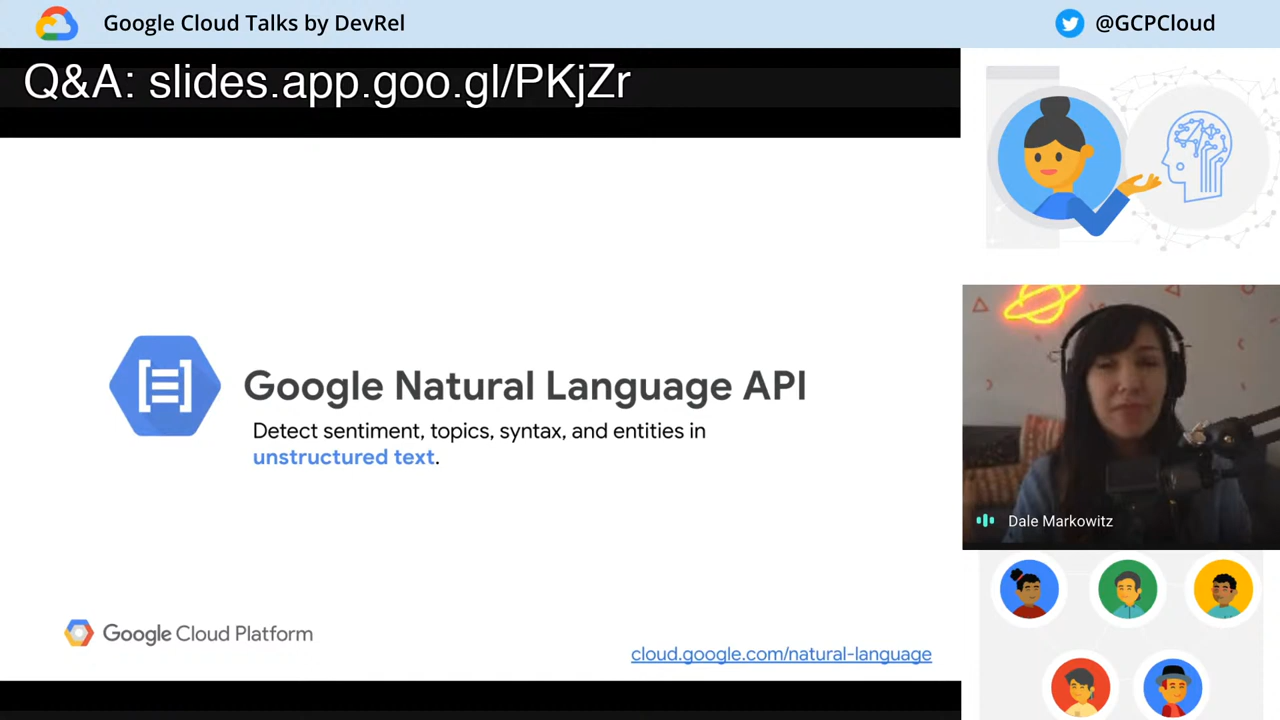 Google Cloud Talks by DevRel
@GCPCloud
Q&A: slides.app.goo.gl/PKjZr
Google Natural Language API
Detect sentiment, topics, syntax, and entities in
unstructured text.
Dale Markowitz
Google Cloud Platform
cloud.google.com/natural-language